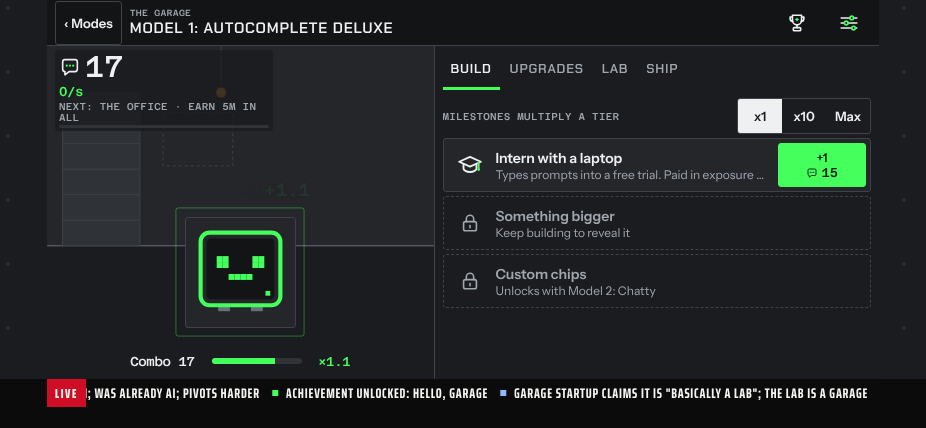 ‹ Modes
THE GARAGE
MODEL 1: AUTOCOMPLETE DELUXE
17
0/s
NEXT: THE OFFICE · EARN 5M IN
ALL
+1.1
Combo 17
×1.1
BUILD UPGRADES LAB SHIP
MILESTONES MULTIPLY A TIER
x1 x10 Max
Intern with a laptop
Types prompts into a free trial. Paid in exposure ...
+1
15
Something bigger
Keep building to reveal it
Custom chips
Unlocks with Model 2: Chatty
LIVE
; WAS ALREADY AI; PIVOTS HARDER ACHIEVEMENT UNLOCKED: HELLO, GARAGE GARAGE STARTUP CLAIMS IT IS "BASICALLY A LAB"; THE LAB IS A GARAGE